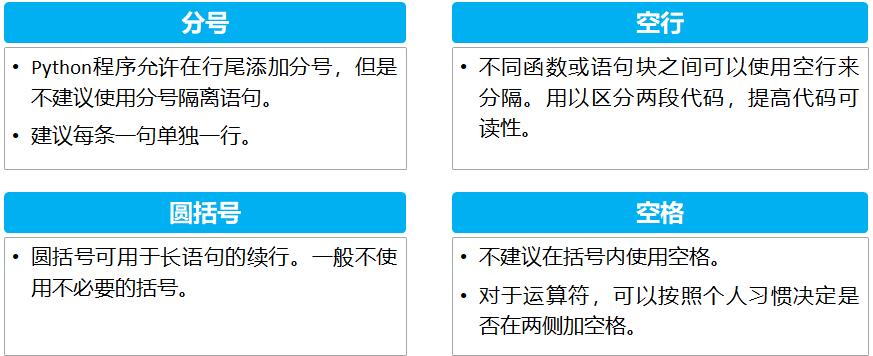 分号
• Python程序允许在行尾添加分号，但是
不建议使用分号隔离语句。
• 建议每条一句单独一行。
空行
• 不同函数或语句块之间可以使用空行来
分隔。用以区分两段代码，提高代码可
读性。
圆括号
• 圆括号可用于长语句的续行。一般不使
用不必要的括号。
空格
• 不建议在括号内使用空格。
• 对于运算符，可以按照个人习惯决定是
否在两侧加空格。